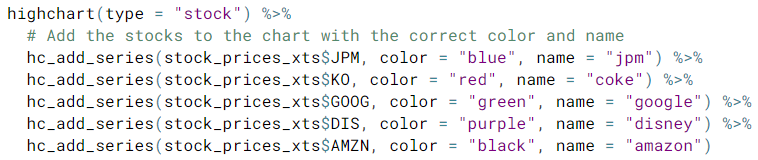 highchart(type = "stock") %>%
  # Add the stocks to the chart with the correct color and name
  hc_add_series(stock_prices_xts$JPM, color = "blue", name = "jpm") %>%
  hc_add_series(stock_prices_xts$KO, color = "red", name = "coke") %>%
  hc_add_series(stock_prices_xts$GOOG, color = "green", name = "google") %>%
  hc_add_series(stock_prices_xts$DIS, color = "purple", name = "disney") %>%
  hc_add_series(stock_prices_xts$AMZN, color = "black", name = "amazon")